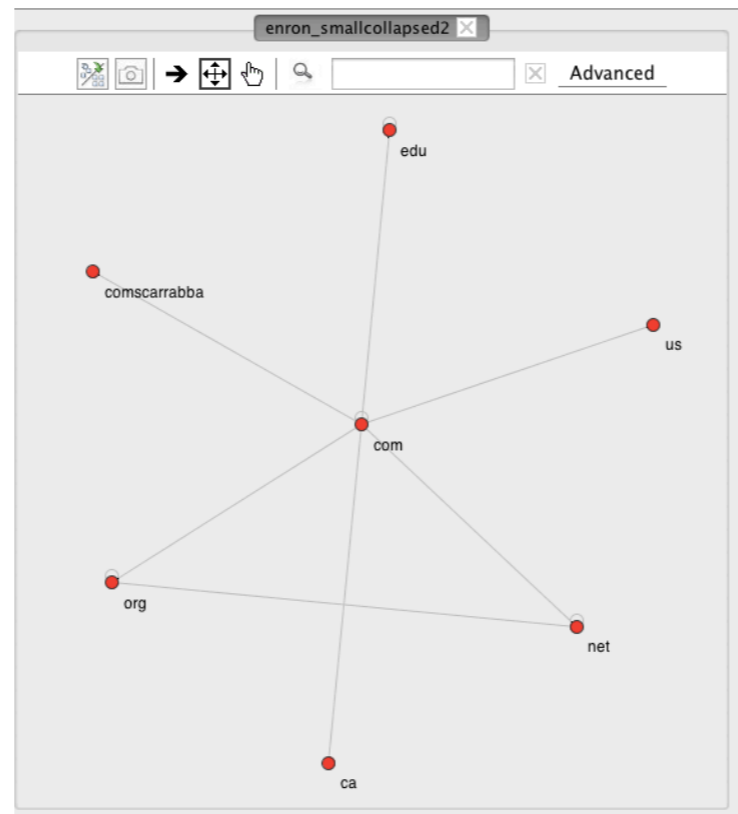 enron_smallcollapsed2
Advanced
edu
comscarrabba
us
com
org
net
ca